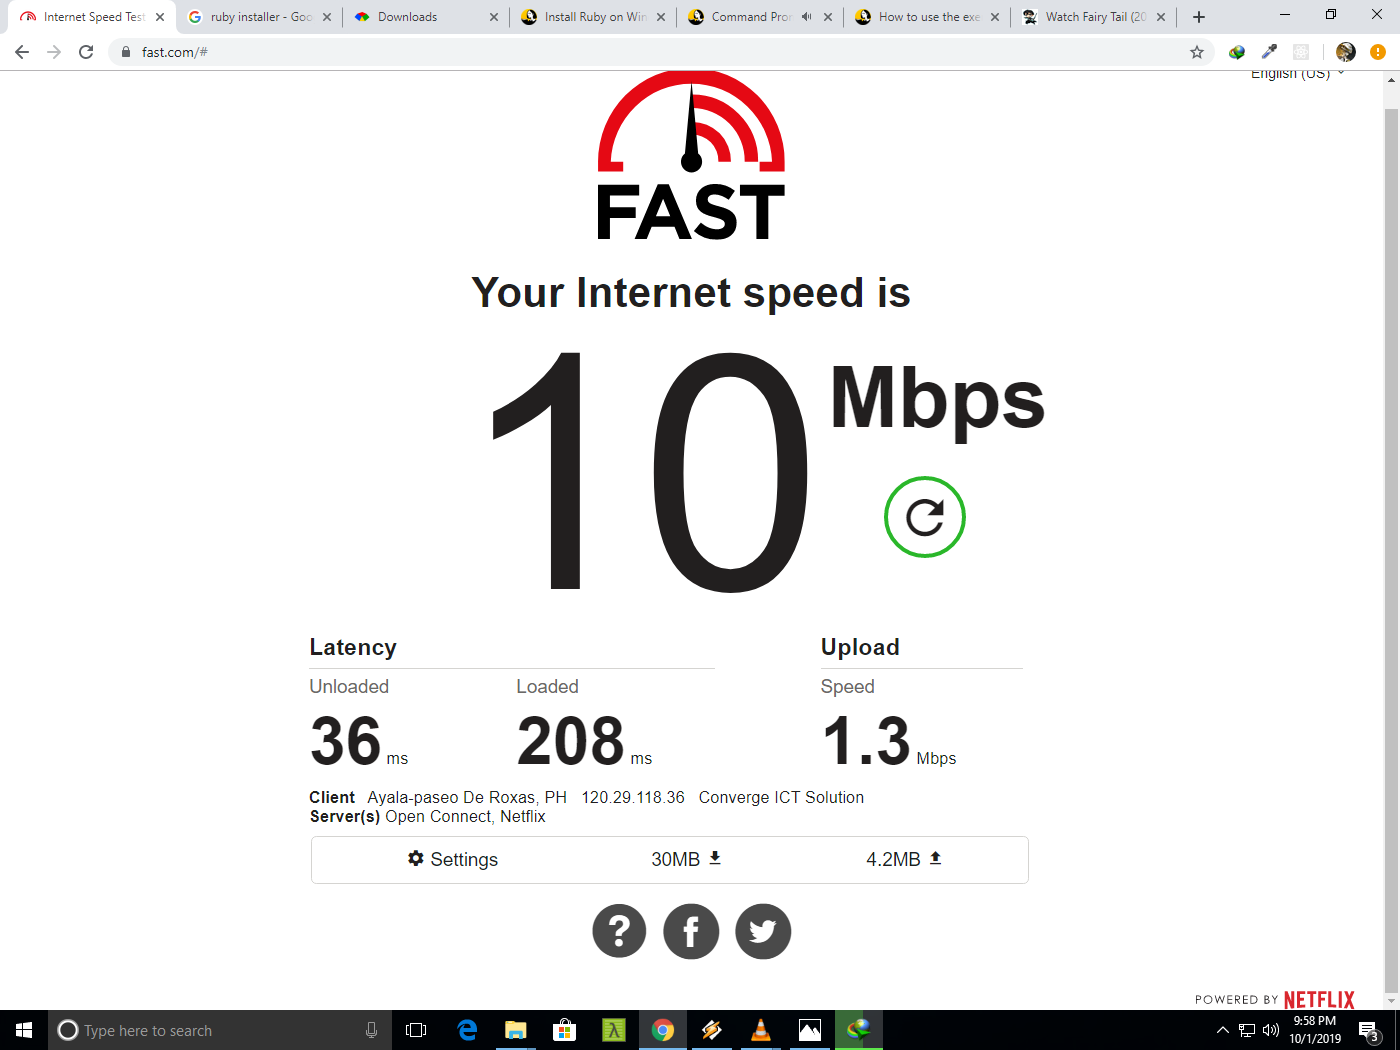 Internet Speed Test
ruby installer - Goo
Downloads
Install Ruby on Win
Command Pro
How to use the exe
Watch Fairy Tail (20
fast.com/#
English (US)
FAST
Your Internet speed is
10 Mbps
Latency
Upload
Unloaded
Loaded
Speed
36 ms
208 ms
1.3 Mbps
Client Ayala-paseo De Roxas, PH 120.29.118.36 Converge ICT Solution
Server(s) Open Connect, Netflix
Settings
30MB
4.2MB
POWERED BY NETFLIX
Type here to search
9:58 PM
10/1/2019
3